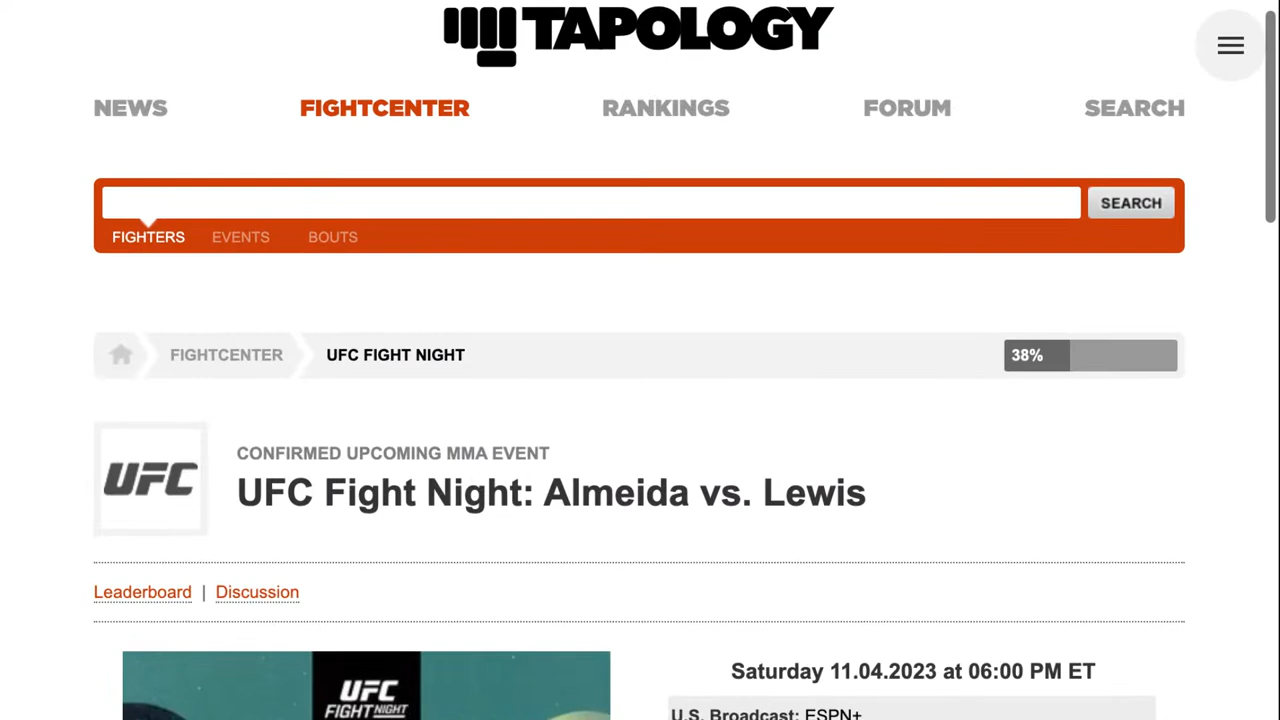 TAPOLOGY
NEWS FIGHTCENTER RANKINGS FORUM SEARCH
SEARCH
FIGHTERS EVENTS BOUTS
FIGHTCENTER UFC FIGHT NIGHT 38%
UFC
CONFIRMED UPCOMING MMA EVENT
UFC Fight Night: Almeida vs. Lewis
Leaderboard | Discussion
UFC
FIGHT NIGHT
Saturday 11.04.2023 at 06:00 PM ET
U.S. Broadcast: ESPN+